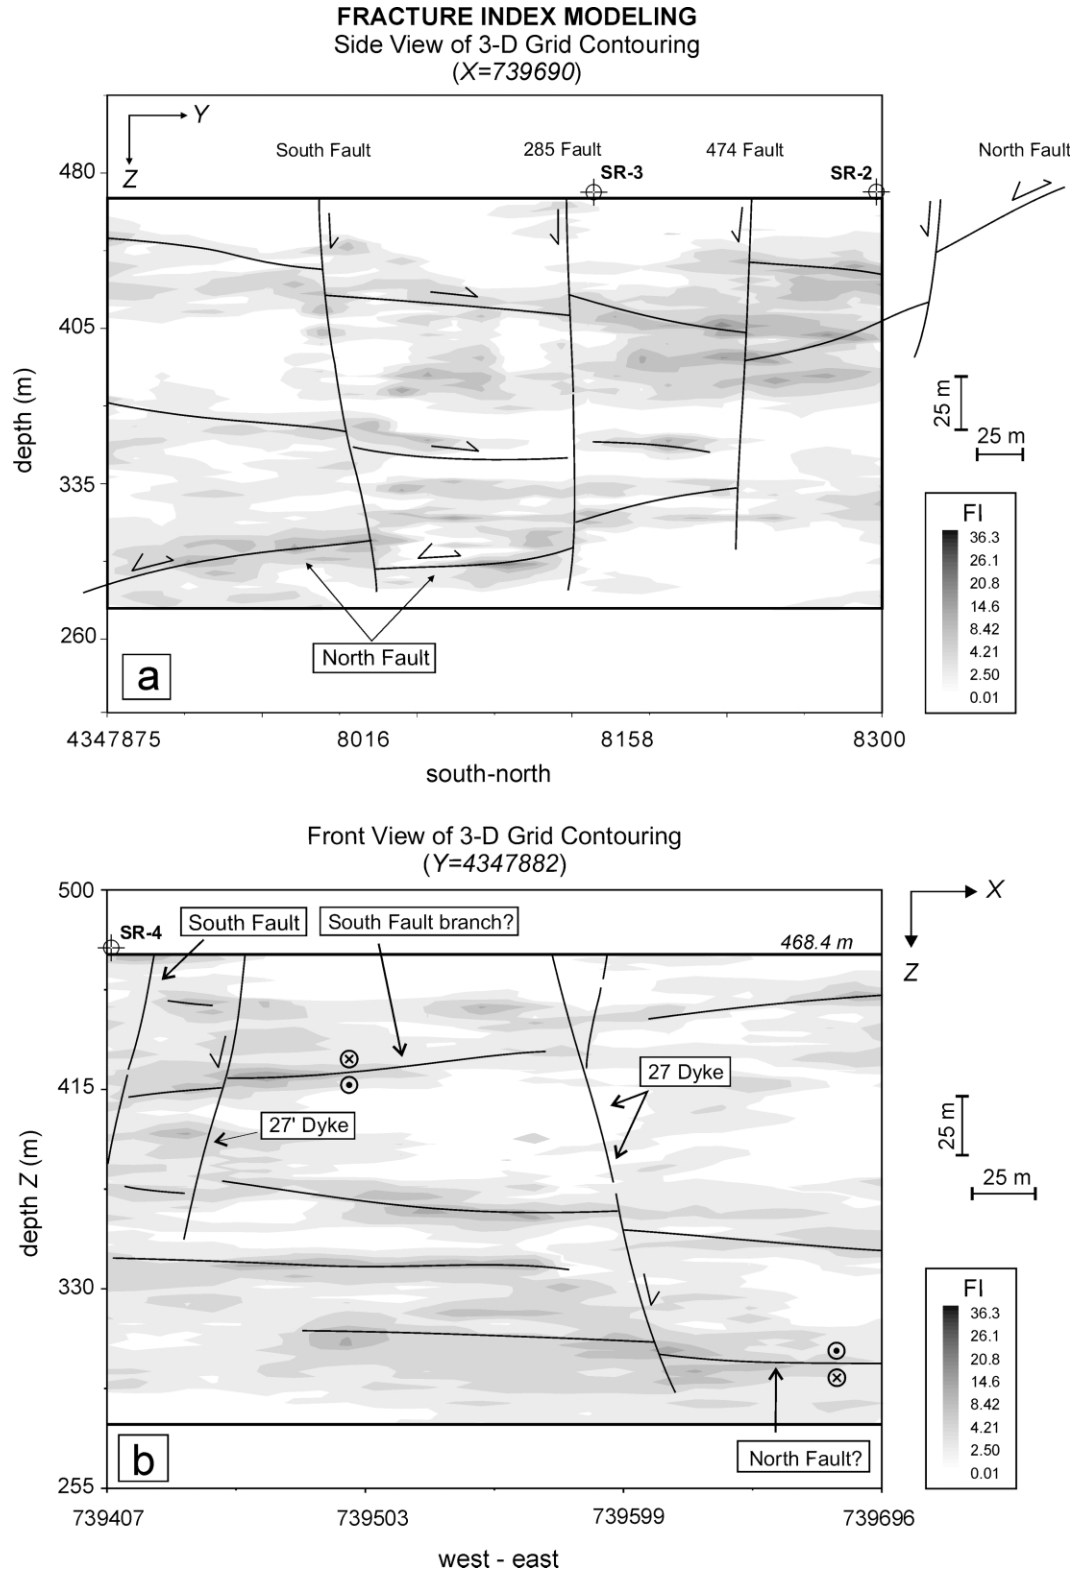 FRACTURE INDEX MODELING
Side View of 3-D Grid Contouring
(X=739690)
Y
Z
South Fault
285 Fault
474 Fault
North Fault
SR-3
SR-2
480
405
335
260
depth (m)
25 m
25 m
FI
36.3
26.1
20.8
14.6
8.42
4.21
2.50
0.01
North Fault
a
4347875
8016
8158
8300
south-north
Front View of 3-D Grid Contouring
(Y=4347882)
500
415
330
255
depth Z (m)
X
Z
SR-4
South Fault
South Fault branch?
468.4 m
27 Dyke
27' Dyke
25 m
25 m
FI
36.3
26.1
20.8
14.6
8.42
4.21
2.50
0.01
North Fault?
b
739407
739503
739599
739696
west - east